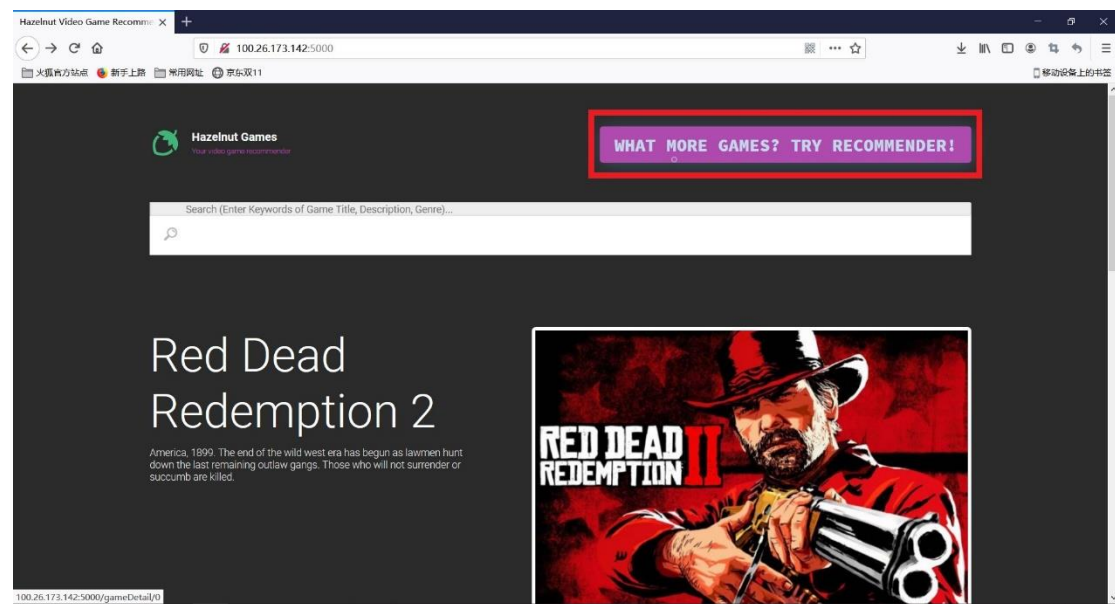 Hazelnut Video Game Recomme
100.26.173.142:5000
火狐官方站点 新手上路 常用网址 京东双11 移动设备上的书签
Hazelnut Games
Your video game recommender
WHAT MORE GAMES? TRY RECOMMENDER!
Search (Enter Keywords of Game Title, Description, Genre)...
Red Dead
Redemption 2
America, 1899. The end of the wild west era has begun as lawmen hunt
down the last remaining outlaw gangs. Those who will not surrender or
succumb are killed.
RED DEAD
REDEMPTION II
100.26.173.142:5000/gameDetail/0